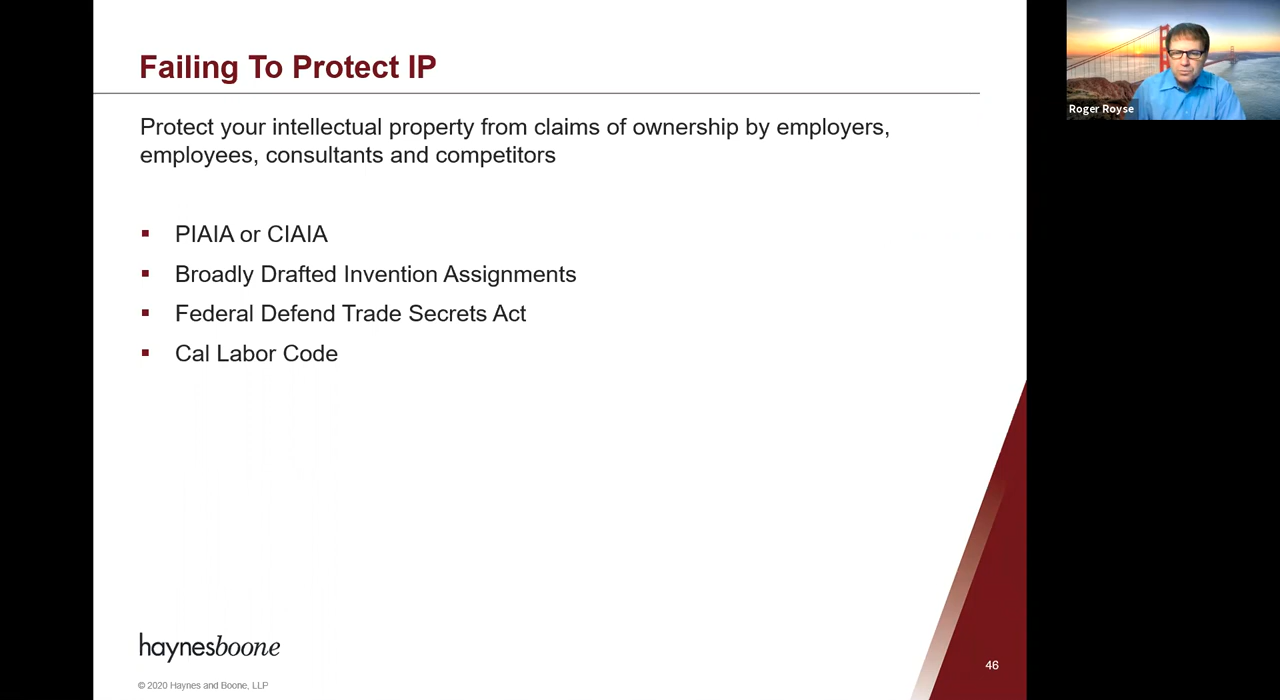 Failing To Protect IP
Protect your intellectual property from claims of ownership by employers,
employees, consultants and competitors
▪ PIAIA or CIAIA
▪ Broadly Drafted Invention Assignments
▪ Federal Defend Trade Secrets Act
▪ Cal Labor Code
haynesboone
© 2020 Haynes and Boone, LLP
46
Roger Royse